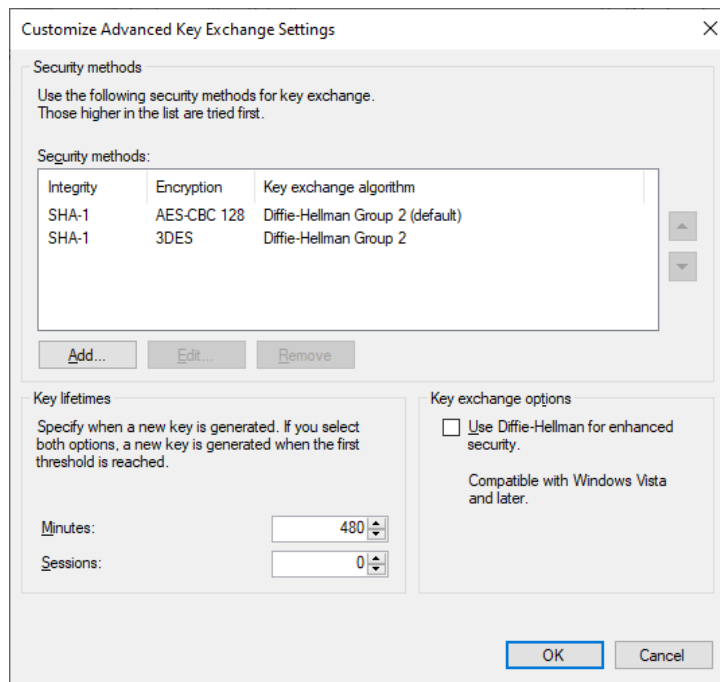 Customize Advanced Key Exchange Settings
Security methods
Use the following security methods for key exchange.
Those higher in the list are tried first.
Security methods:
Integrity Encryption Key exchange algorithm
SHA-1 AES-CBC 128 Diffie-Hellman Group 2 (default)
SHA-1 3DES Diffie-Hellman Group 2
Add... Edit... Remove
Key lifetimes
Specify when a new key is generated. If you select
both options, a new key is generated when the first
threshold is reached.
Minutes: 480
Sessions: 0
Key exchange options
Use Diffie-Hellman for enhanced
security.
Compatible with Windows Vista
and later.
OK Cancel